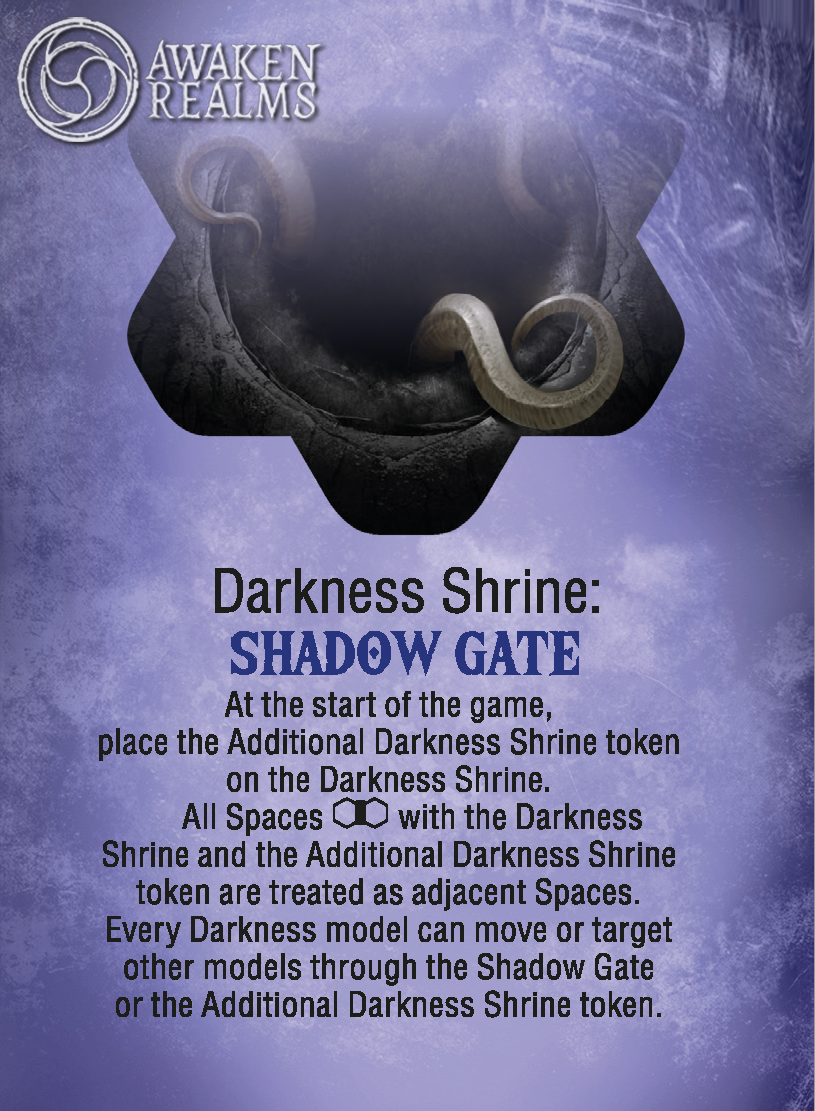 AWAKEN
REALMS
Darkness Shrine:
SHADOW GATE
At the start of the game,
place the Additional Darkness Shrine token
on the Darkness Shrine.
All Spaces with the Darkness
Shrine and the Additional Darkness Shrine
token are treated as adjacent Spaces.
Every Darkness model can move or target
other models through the Shadow Gate
or the Additional Darkness Shrine token.